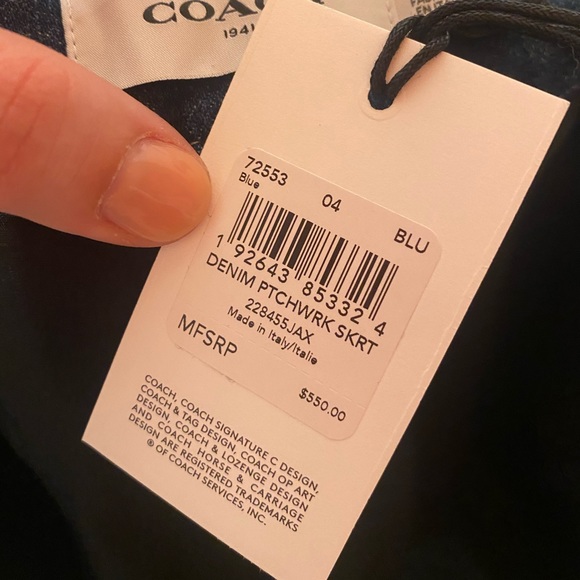 COACH
1941
72553 04 BLU
Blue
1 92643 85332 4
DENIM PTCHWRK SKRT
228455JAX
Made in Italy/Italie
MFSRP $550.00
COACH, COACH SIGNATURE C DESIGN,
COACH & TAG DESIGN, COACH OP ART
DESIGN, COACH & LOZENGE DESIGN
AND COACH HORSE & CARRIAGE
DESIGN ARE REGISTERED TRADEMARKS
® OF COACH SERVICES, INC.